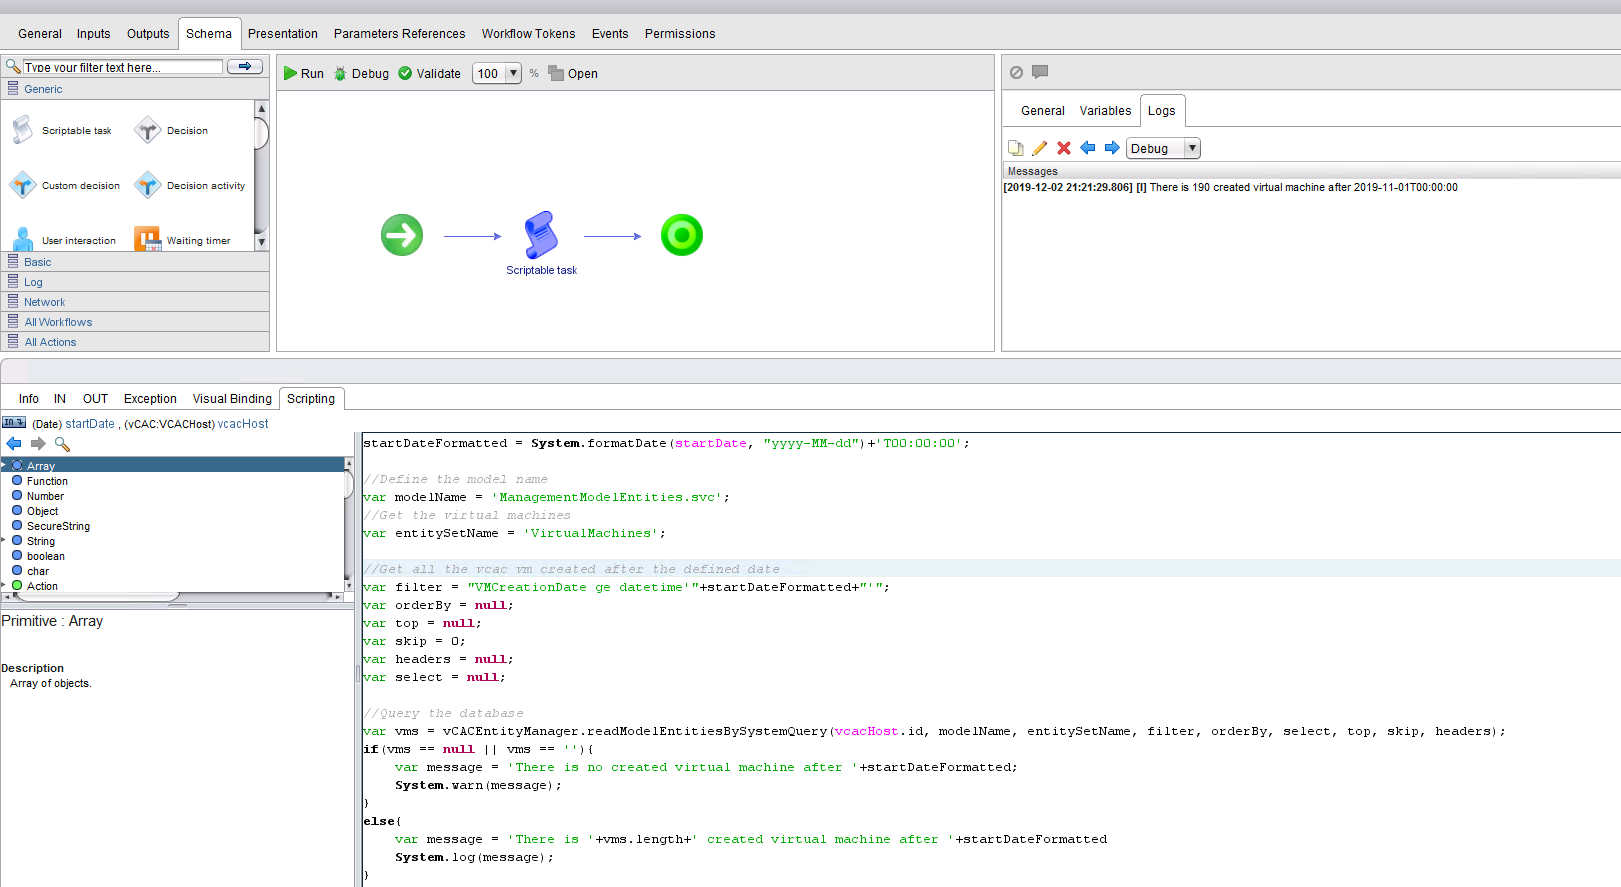 General Inputs Outputs Schema Presentation Parameters References Workflow Tokens Events Permissions
Type your filter text here...
Generic
Scriptable task Decision
Custom decision Decision activity
User interaction Waiting timer
Basic
Log
Network
All Workflows
All Actions
Run Debug Validate 100 % Open
Scriptable task
General Variables Logs
Debug
Messages
[2019-12-02 21:21:29.806] [I] There is 190 created virtual machine after 2019-11-01T00:00:00
Info IN OUT Exception Visual Binding Scripting
(Date) startDate , (vCAC:VCACHost) vcacHost
Array
Function
Number
Object
SecureString
String
boolean
char
Action
Primitive : Array
Description
Array of objects.
startDateFormatted = System.formatDate(startDate, "yyyy-MM-dd")+'T00:00:00';
//Define the model name
var modelName = 'ManagementModelEntities.svc';
//Get the virtual machines
var entitySetName = 'VirtualMachines';
//Get all the vcac vm created after the defined date
var filter = "VMCreationDate ge datetime'"+startDateFormatted+"'";
var orderBy = null;
var top = null;
var skip = 0;
var headers = null;
var select = null;
//Query the database
var vms = vCACEntityManager.readModelEntitiesBySystemQuery(vcacHost.id, modelName, entitySetName, filter, orderBy, select, top, skip, headers);
if(vms == null || vms == ''){
var message = 'There is no created virtual machine after '+startDateFormatted;
System.warn(message);
}
else{
var message = 'There is '+vms.length+' created virtual machine after '+startDateFormatted
System.log(message);
}